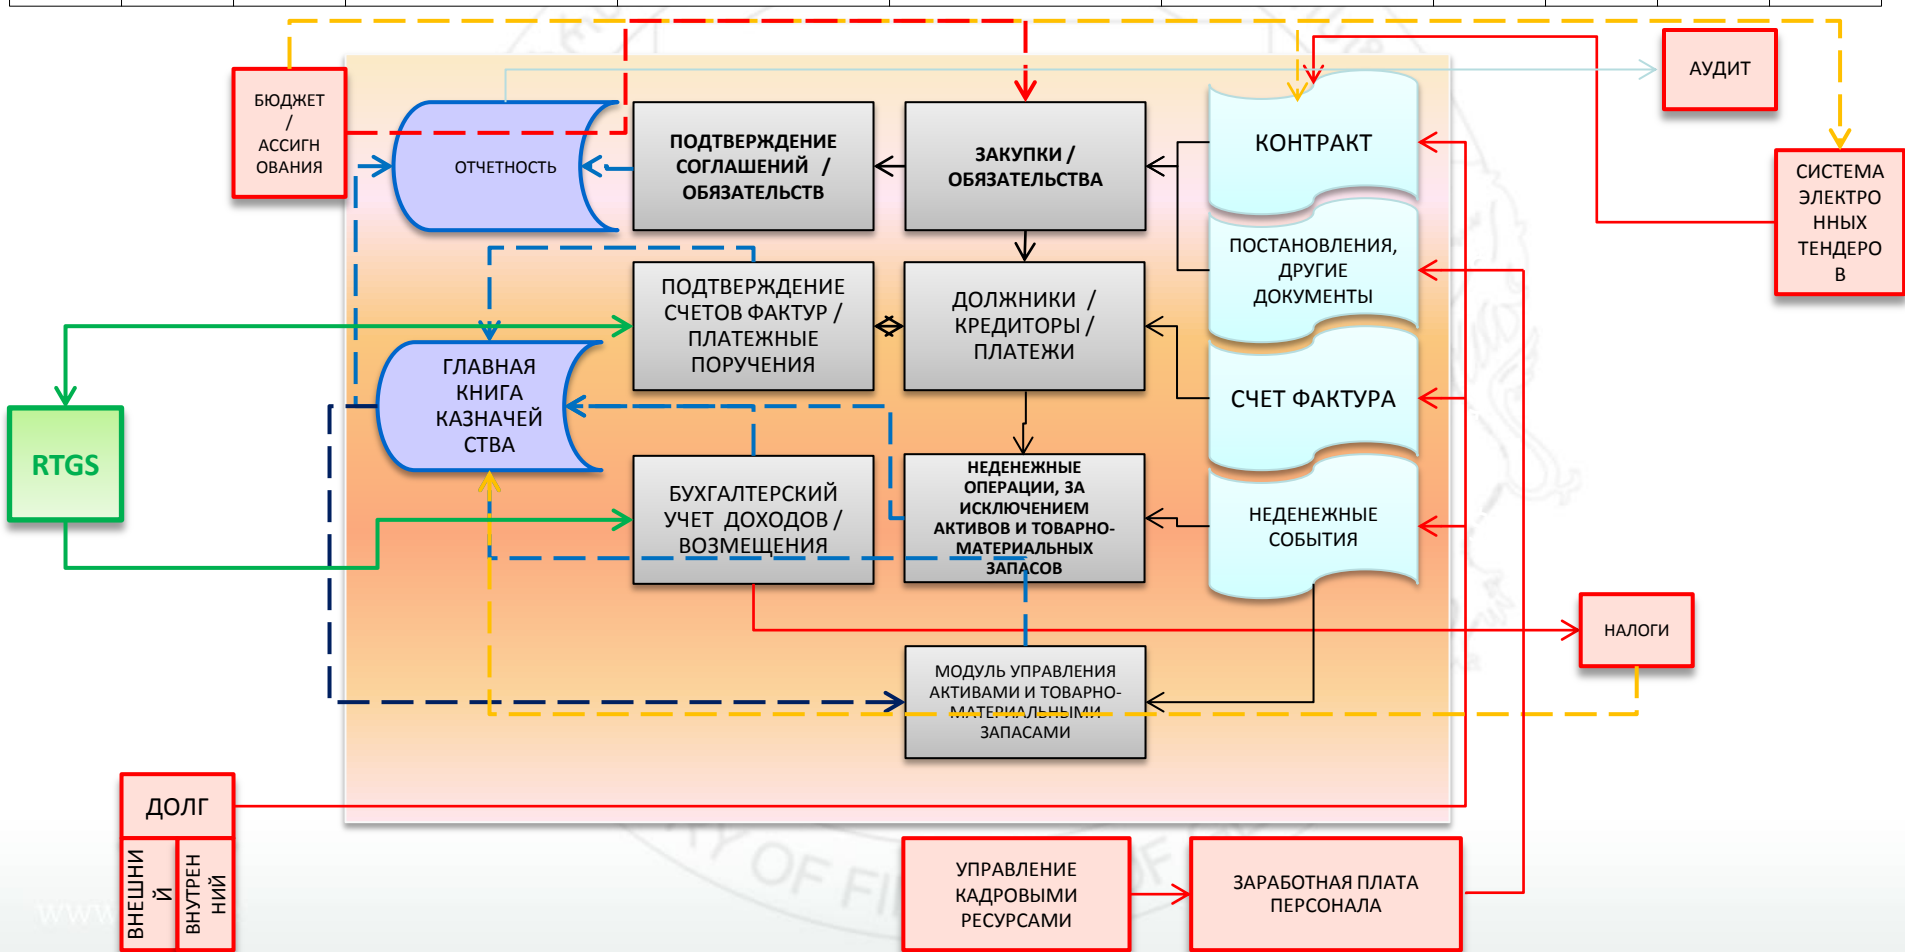 БЮДЖЕТ
/
АССИГН
ОВАНИЯ
ОТЧЕТНОСТЬ
ПОДТВЕРЖДЕНИЕ
СОГЛАШЕНИЙ /
ОБЯЗАТЕЛЬСТВ
ЗАКУПКИ /
ОБЯЗАТЕЛЬСТВА
КОНТРАКТ
АУДИТ
СИСТЕМА
ЭЛЕКТРО
ННЫХ
ТЕНДЕРО
В
ПОСТАНОВЛЕНИЯ,
ДРУГИЕ
ДОКУМЕНТЫ
ПОДТВЕРЖДЕНИЕ
СЧЕТОВ ФАКТУР /
ПЛАТЕЖНЫЕ
ПОРУЧЕНИЯ
ДОЛЖНИКИ /
КРЕДИТОРЫ /
ПЛАТЕЖИ
ГЛАВНАЯ
КНИГА
КАЗНАЧЕЙ
СТВА
СЧЕТ ФАКТУРА
RTGS
БУХГАЛТЕРСКИЙ
УЧЕТ ДОХОДОВ /
ВОЗМЕЩЕНИЯ
НЕДЕНЕЖНЫЕ
ОПЕРАЦИИ, ЗА
ИСКЛЮЧЕНИЕМ
АКТИВОВ И ТОВАРНО-
МАТЕРИАЛЬНЫХ
ЗАПАСОВ
НЕДЕНЕЖНЫЕ
СОБЫТИЯ
НАЛОГИ
МОДУЛЬ УПРАВЛЕНИЯ
АКТИВАМИ И ТОВАРНО-
МАТЕРИАЛЬНЫМИ
ЗАПАСАМИ
ДОЛГ
ВНЕШНИ
Й
ВНУТРЕН
НИЙ
УПРАВЛЕНИЕ
КАДРОВЫМИ
РЕСУРСАМИ
ЗАРАБОТНАЯ ПЛАТА
ПЕРСОНАЛА
OF